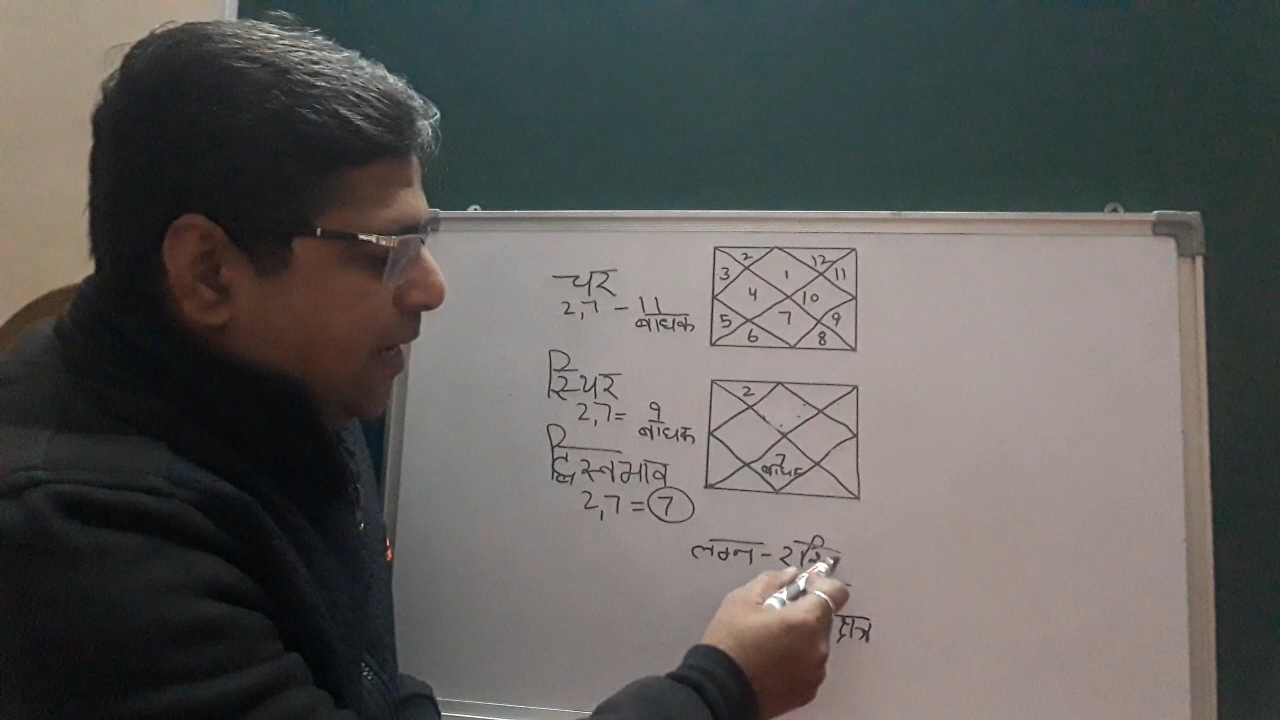 चर
2,7 - 11
बाधक
स्थिर
2,7 = 9
बाधक
द्विस्वभाव
2,7 = 7
2 12
3 1 11
4 10
5 7 9
6 8
2
7
बाधक
लग्न - राशि